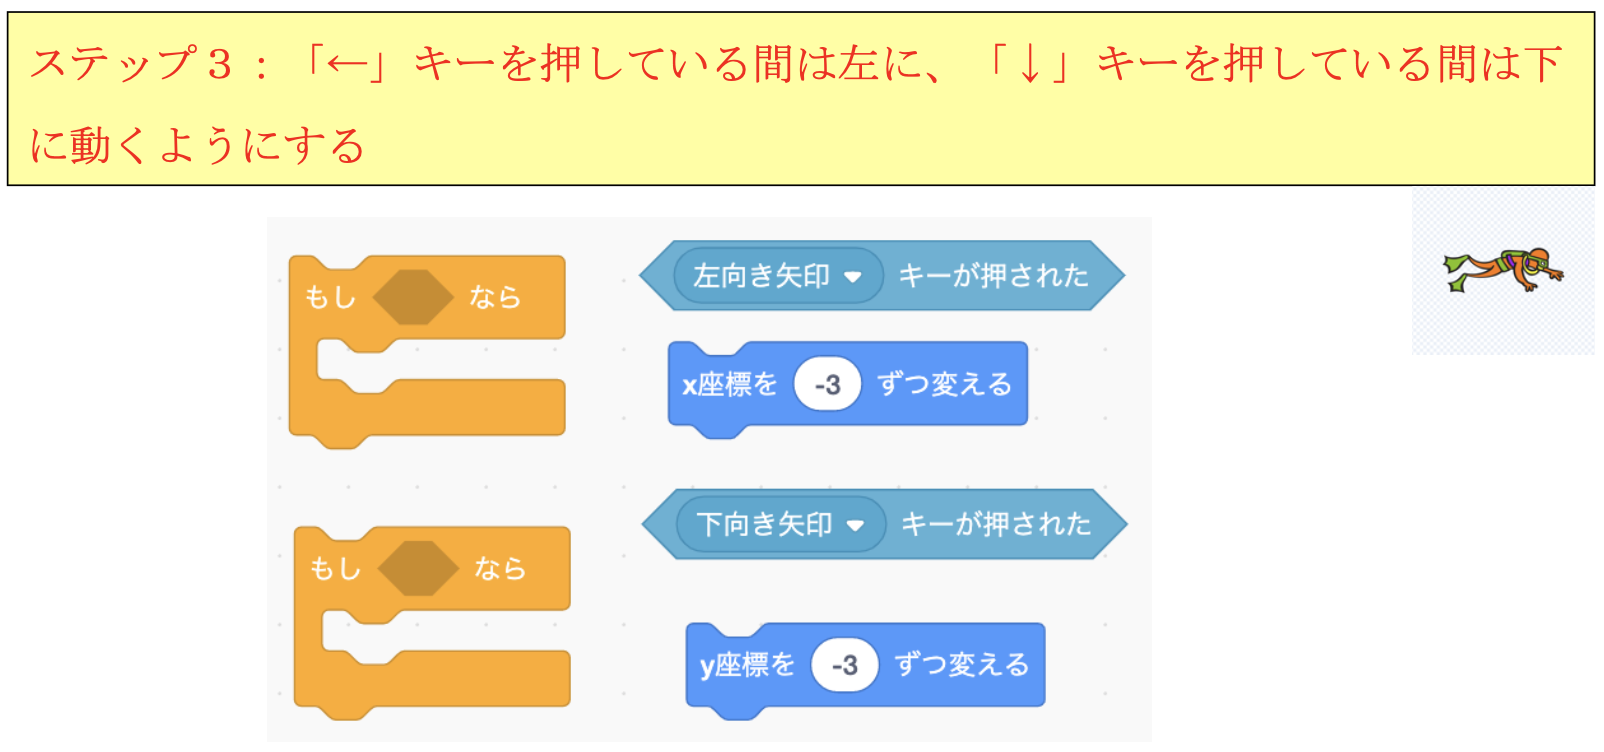 ステップ３：「←」キーを押している間は左に、「↓」キーを押している間は下
に動くようにする
もし なら
左向き矢印 キーが押された
x座標を -3 ずつ変える
もし なら
下向き矢印 キーが押された
y座標を -3 ずつ変える